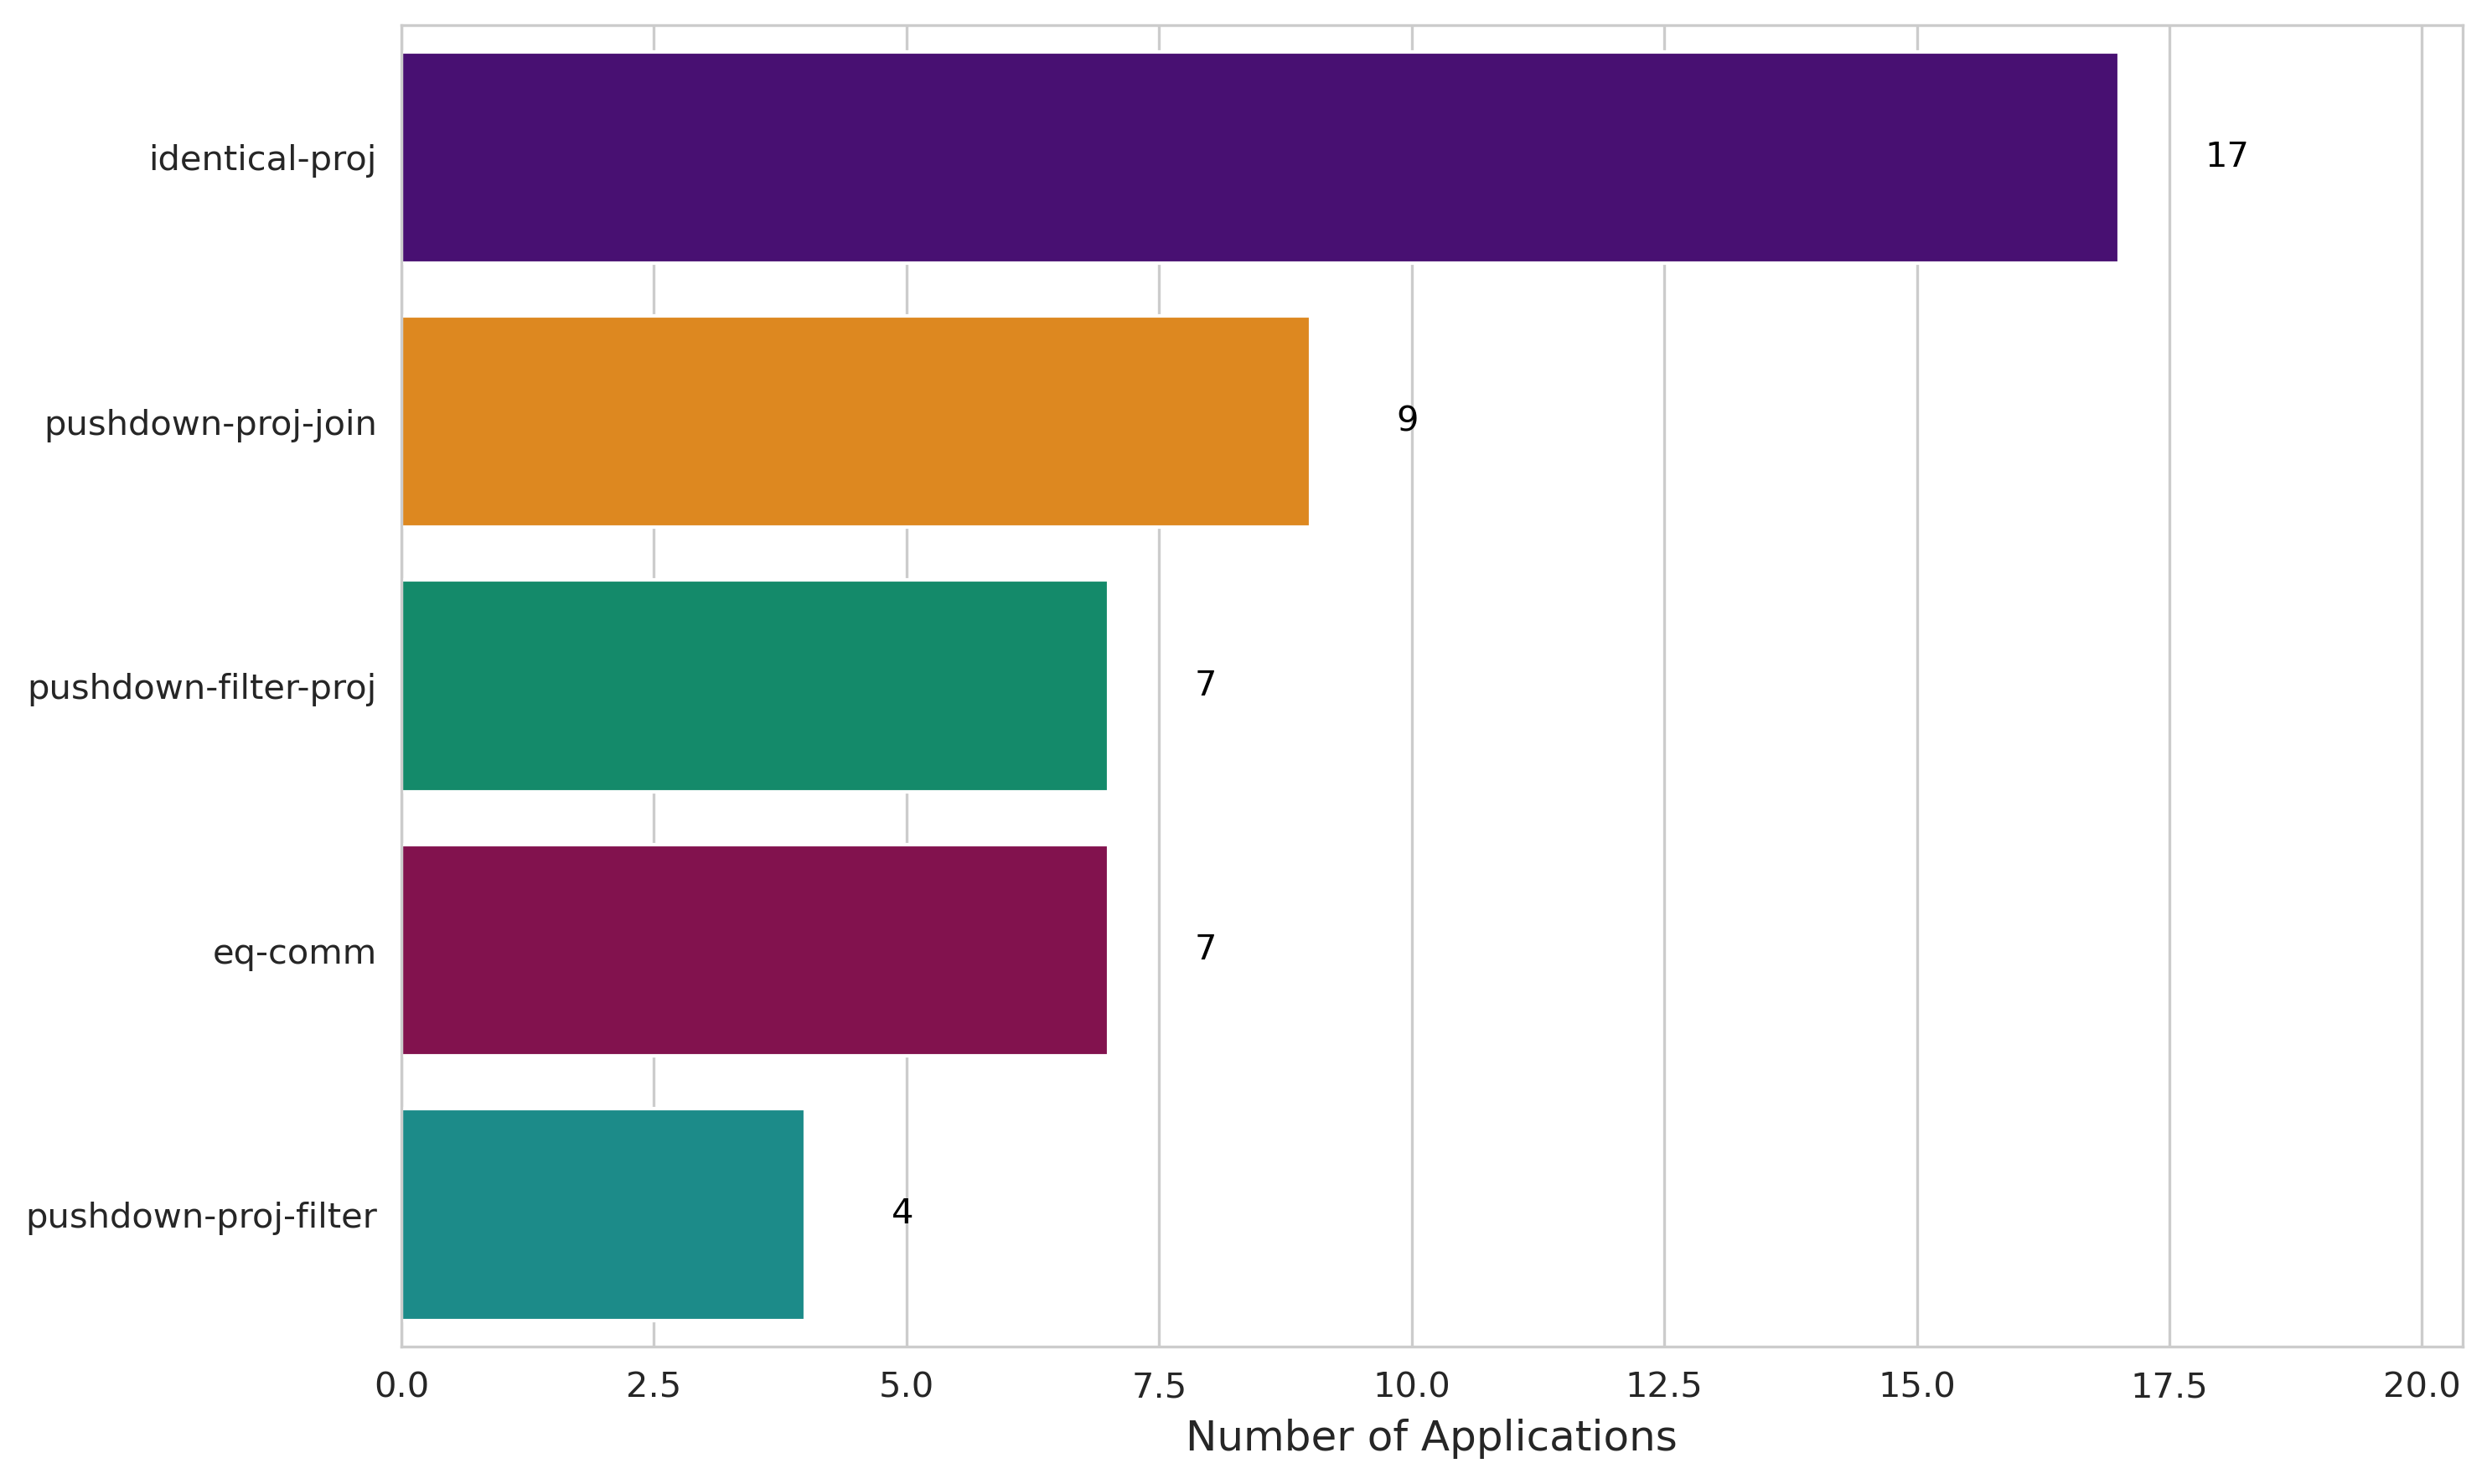 identical-proj
17
pushdown-proj-join
9
pushdown-filter-proj
7
eq-comm
7
pushdown-proj-filter
4
0.0 2.5 5.0 7.5 10.0 12.5 15.0 17.5 20.0
Number of Applications